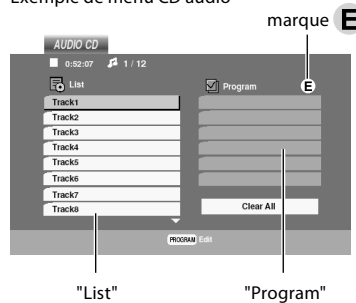 Exemple de menu CD audio
marque E
AUDIO CD
0:52:07 1 / 12
List
Program E
Track1
Track2
Track3
Track4
Track5
Track6
Track7
Track8
Clear All
PROGRAM Edit
"List" "Program"